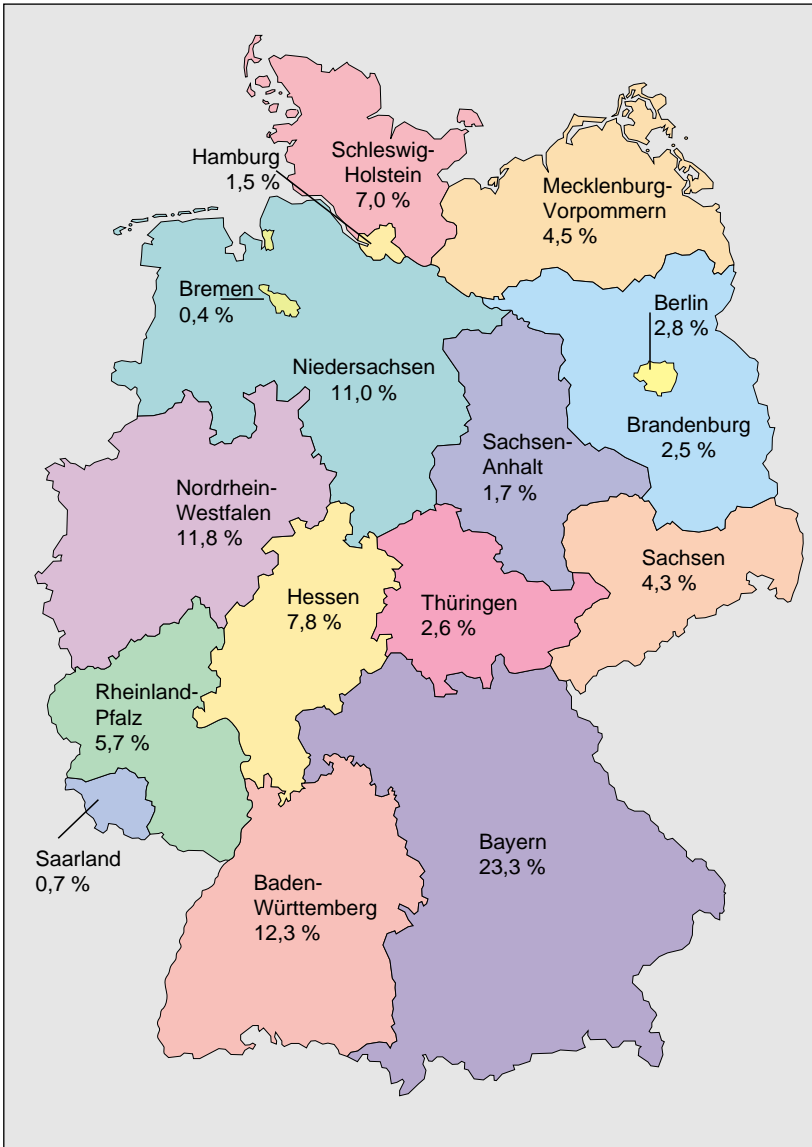 Schleswig-
Holstein
7,0 %
Hamburg
1,5 %
Mecklenburg-
Vorpommern
4,5 %
Bremen
0,4 %
Berlin
2,8 %
Niedersachsen
11,0 %
Brandenburg
2,5 %
Sachsen-
Anhalt
1,7 %
Nordrhein-
Westfalen
11,8 %
Sachsen
4,3 %
Hessen
7,8 %
Thüringen
2,6 %
Rheinland-
Pfalz
5,7 %
Saarland
0,7 %
Bayern
23,3 %
Baden-
Württemberg
12,3 %